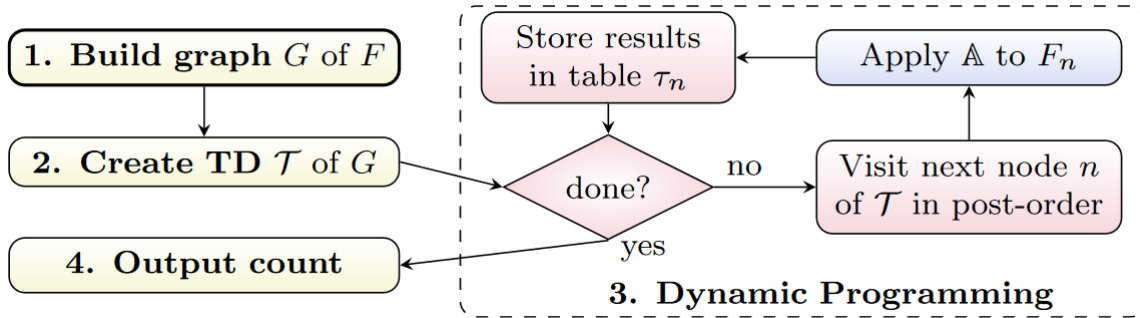 1. Build graph G of F
2. Create TD 𝒯 of G
4. Output count
Store results
in table τₙ
done?
yes
no
Visit next node n
of 𝒯 in post-order
Apply 𝔸 to Fₙ
3. Dynamic Programming